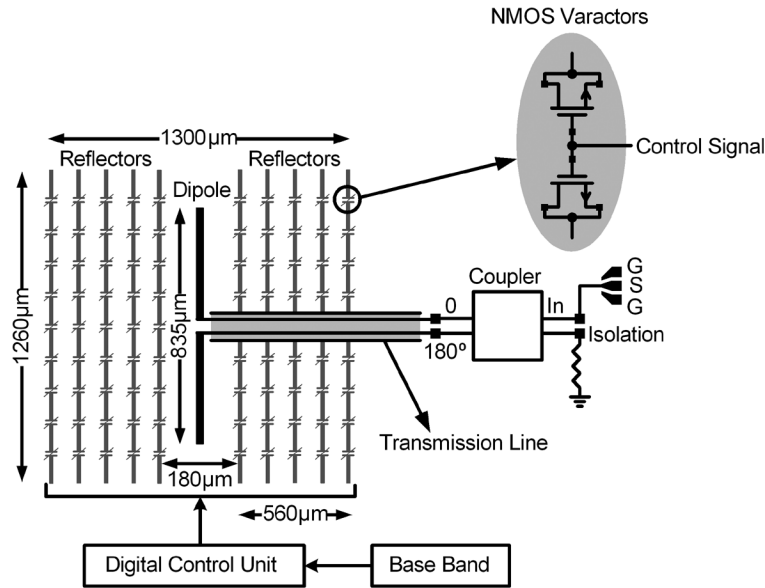 NMOS Varactors
1300μm
Reflectors
Reflectors
Control Signal
Dipole
1260μm
835μm
Coupler
G
S
G
0
In
180º
Isolation
Transmission Line
180μm
560μm
Digital Control Unit
Base Band